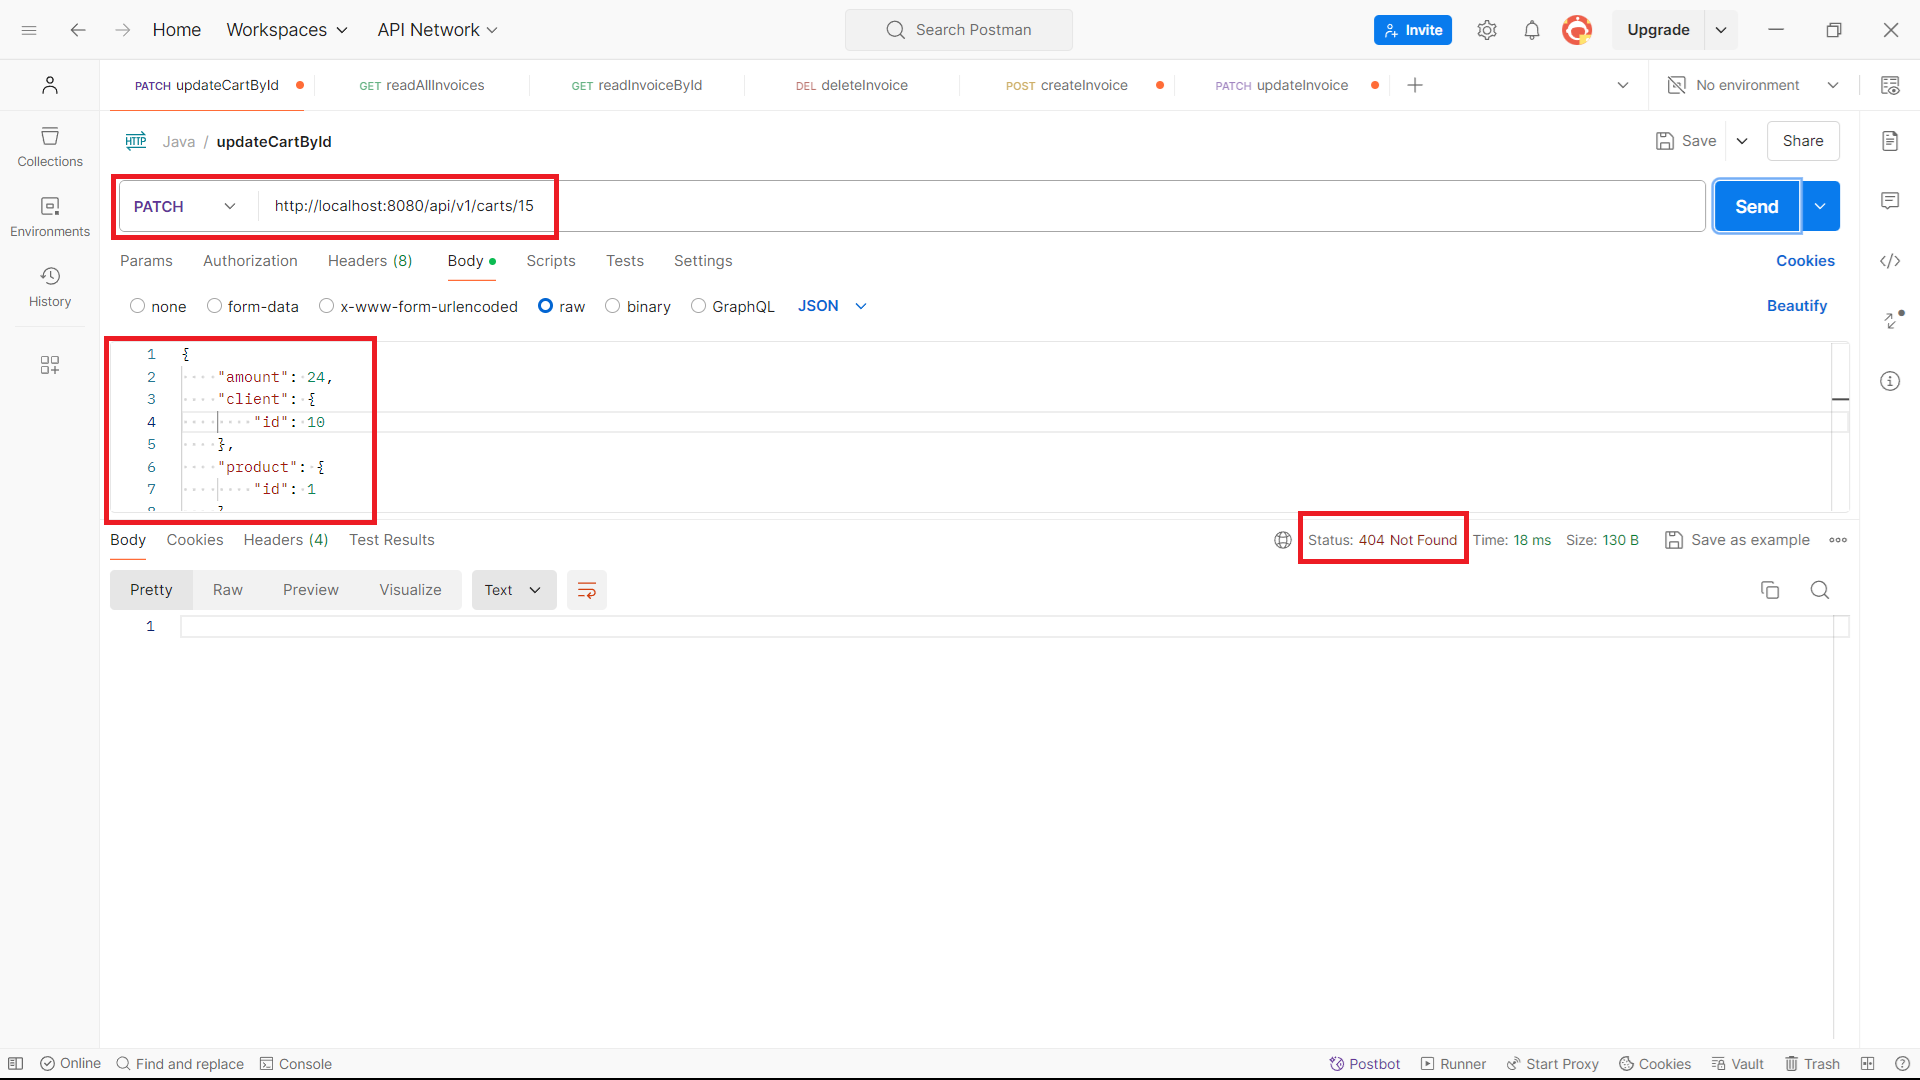 Home Workspaces API Network Search Postman Invite Upgrade
PATCH updateCartById GET readAllInvoices GET readInvoiceById DEL deleteInvoice POST createInvoice PATCH updateInvoice No environment
HTTP Java / updateCartById Save Share
Collections
PATCH http://localhost:8080/api/v1/carts/15 Send
Environments
Params Authorization Headers (8) Body Scripts Tests Settings Cookies
History
none form-data x-www-form-urlencoded raw binary GraphQL JSON Beautify
1 {
2 "amount": 24,
3 "client": {
4 "id": 10
5 },
6 "product": {
7 "id": 1
8 }
Body Cookies Headers (4) Test Results Status: 404 Not Found Time: 18 ms Size: 130 B Save as example
Pretty Raw Preview Visualize Text
1
Online Find and replace Console Postbot Runner Start Proxy Cookies Vault Trash